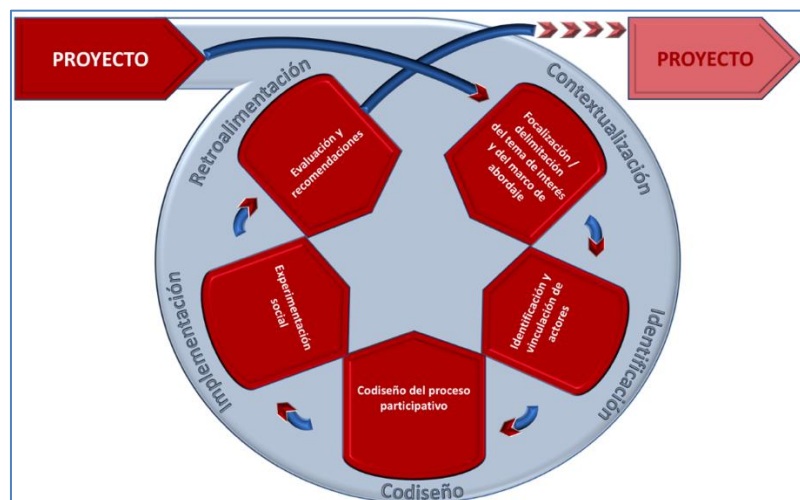 PROYECTO
PROYECTO
Contextualización
Focalización /
delimitación
del tema de interés
y del marco de
abordaje
Identificación
Identificación y
vinculación de
actores
Codiseño
Codiseño del proceso
participativo
Implementación
Experimentación
social
Retroalimentación
Evaluación y
recomendaciones